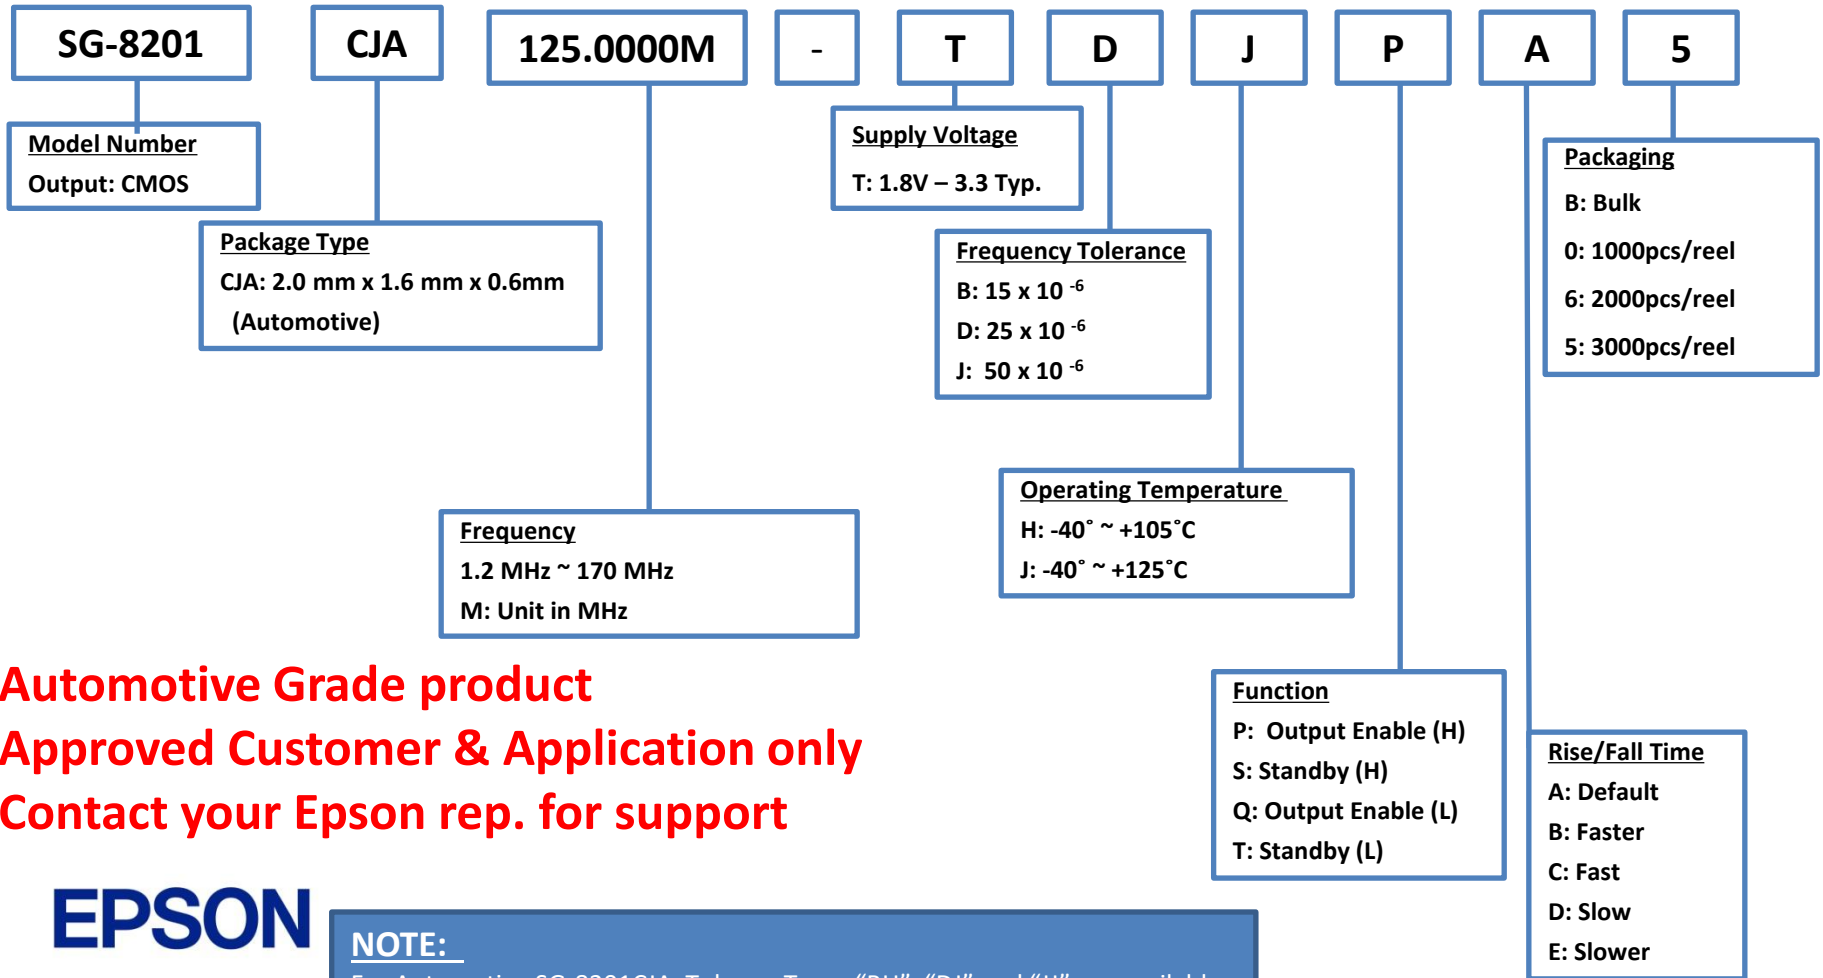 SG-8201 CJA 125.0000M - T D J P A 5
Model Number
Output: CMOS
Package Type
CJA: 2.0 mm x 1.6 mm x 0.6mm
(Automotive)
Frequency
1.2 MHz ~ 170 MHz
M: Unit in MHz
Supply Voltage
T: 1.8V – 3.3 Typ.
Frequency Tolerance
B: 15 x 10 -6
D: 25 x 10 -6
J: 50 x 10 -6
Operating Temperature
H: -40˚ ~ +105˚C
J: -40˚ ~ +125˚C
Function
P: Output Enable (H)
S: Standby (H)
Q: Output Enable (L)
T: Standby (L)
Rise/Fall Time
A: Default
B: Faster
C: Fast
D: Slow
E: Slower
Packaging
B: Bulk
0: 1000pcs/reel
6: 2000pcs/reel
5: 3000pcs/reel
Automotive Grade product
Approved Customer & Application only
Contact your Epson rep. for support
EPSON
NOTE: